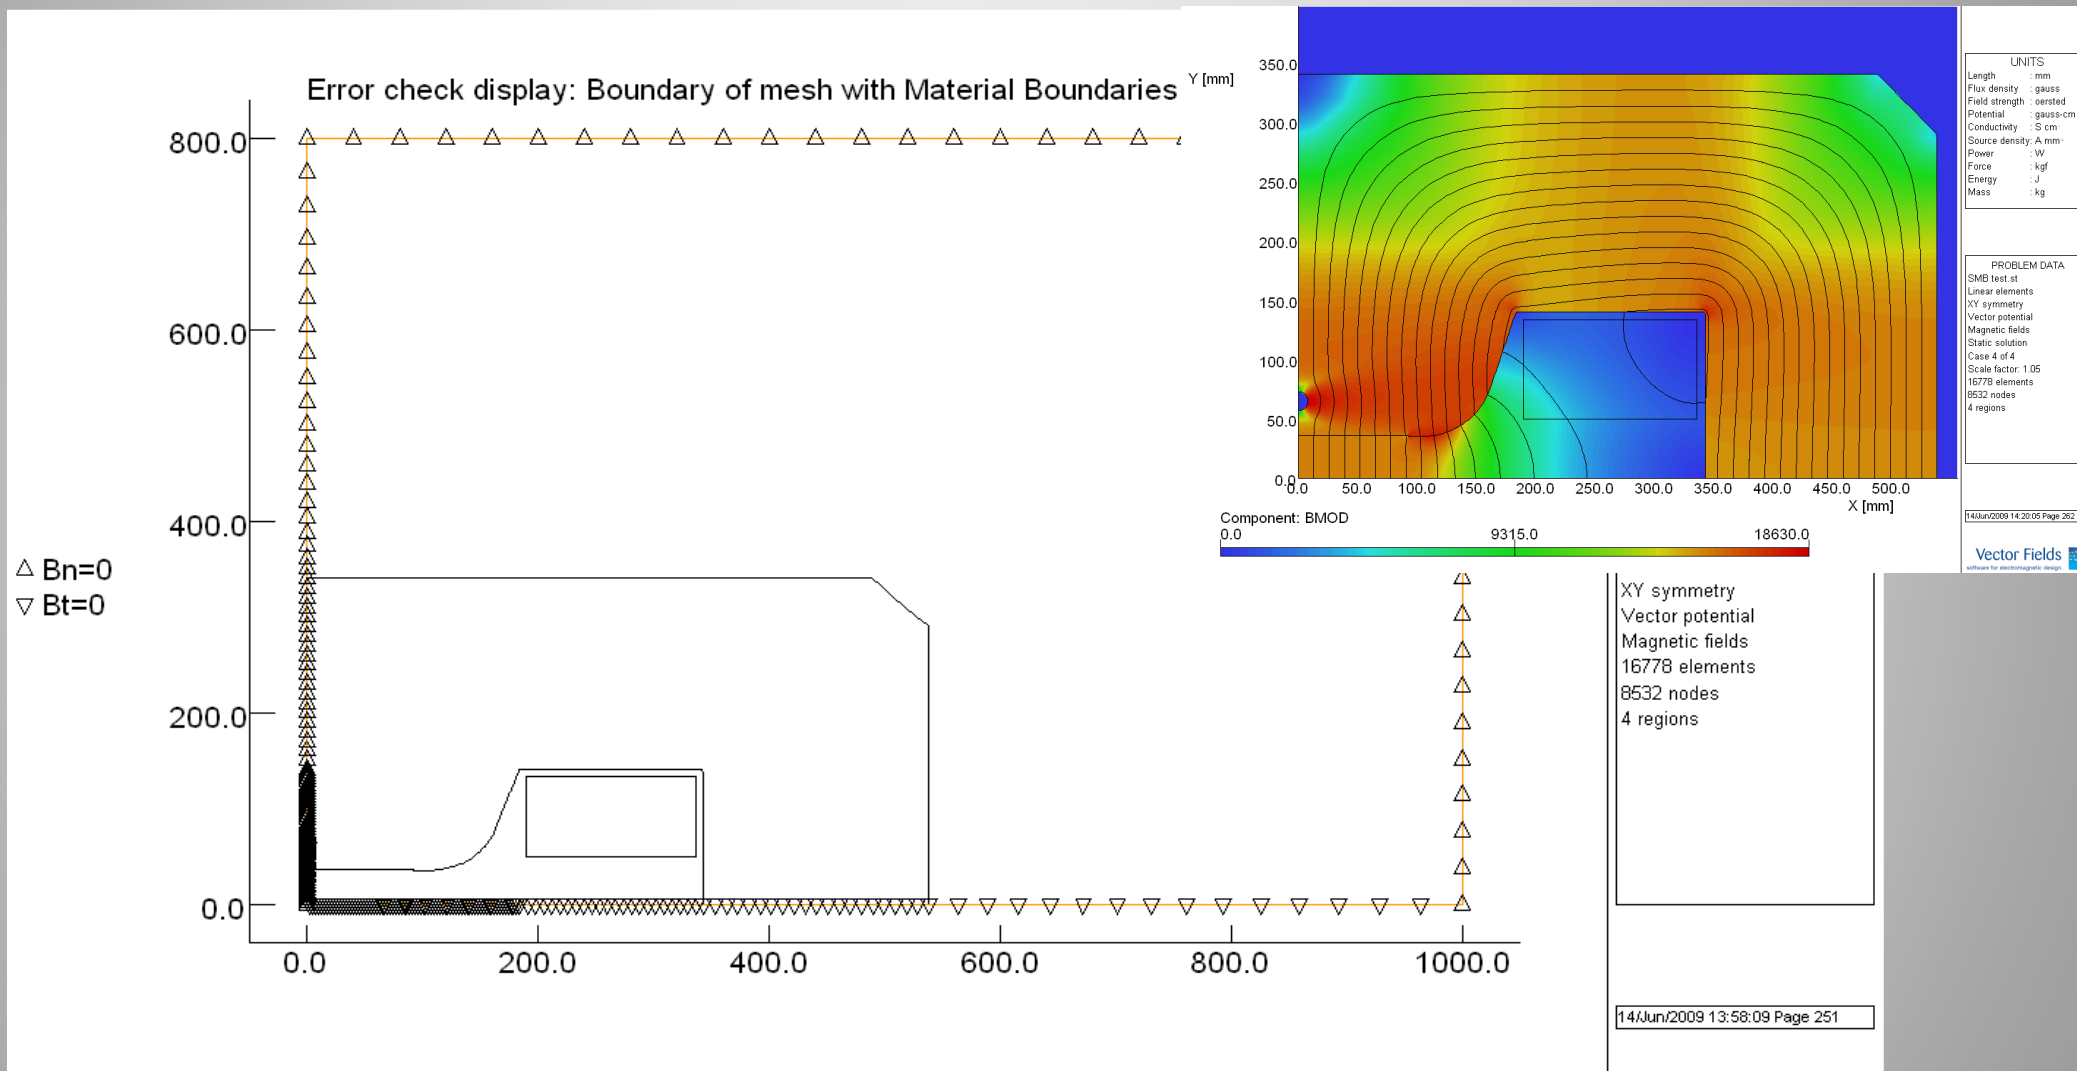 Error check display: Boundary of mesh with Material Boundaries
800.0
600.0
400.0
200.0
0.0
0.0
200.0
400.0
600.0
800.0
1000.0
Bn=0
Bt=0
Y [mm]
350.0
300.0
250.0
200.0
150.0
100.0
50.0
0.0
0.0
50.0
100.0
150.0
200.0
250.0
300.0
350.0
400.0
450.0
500.0
X [mm]
Component: BMOD
0.0
9315.0
18630.0
UNITS
Length : mm
Flux density : gauss
Field strength : oersted
Potential : gauss-cm
Conductivity : S cm
Source density: A mm
Power : W
Force : kgf
Energy : J
Mass : kg
PROBLEM DATA
SMB test.st
Linear elements
XY symmetry
Vector potential
Magnetic fields
Static solution
Case 4 of 4
Scale factor: 1.05
16778 elements
8532 nodes
4 regions
14/Jun/2009 14:20:05 Page 262
Vector Fields
software for electromagnetic design
XY symmetry
Vector potential
Magnetic fields
16778 elements
8532 nodes
4 regions
14/Jun/2009 13:58:09 Page 251